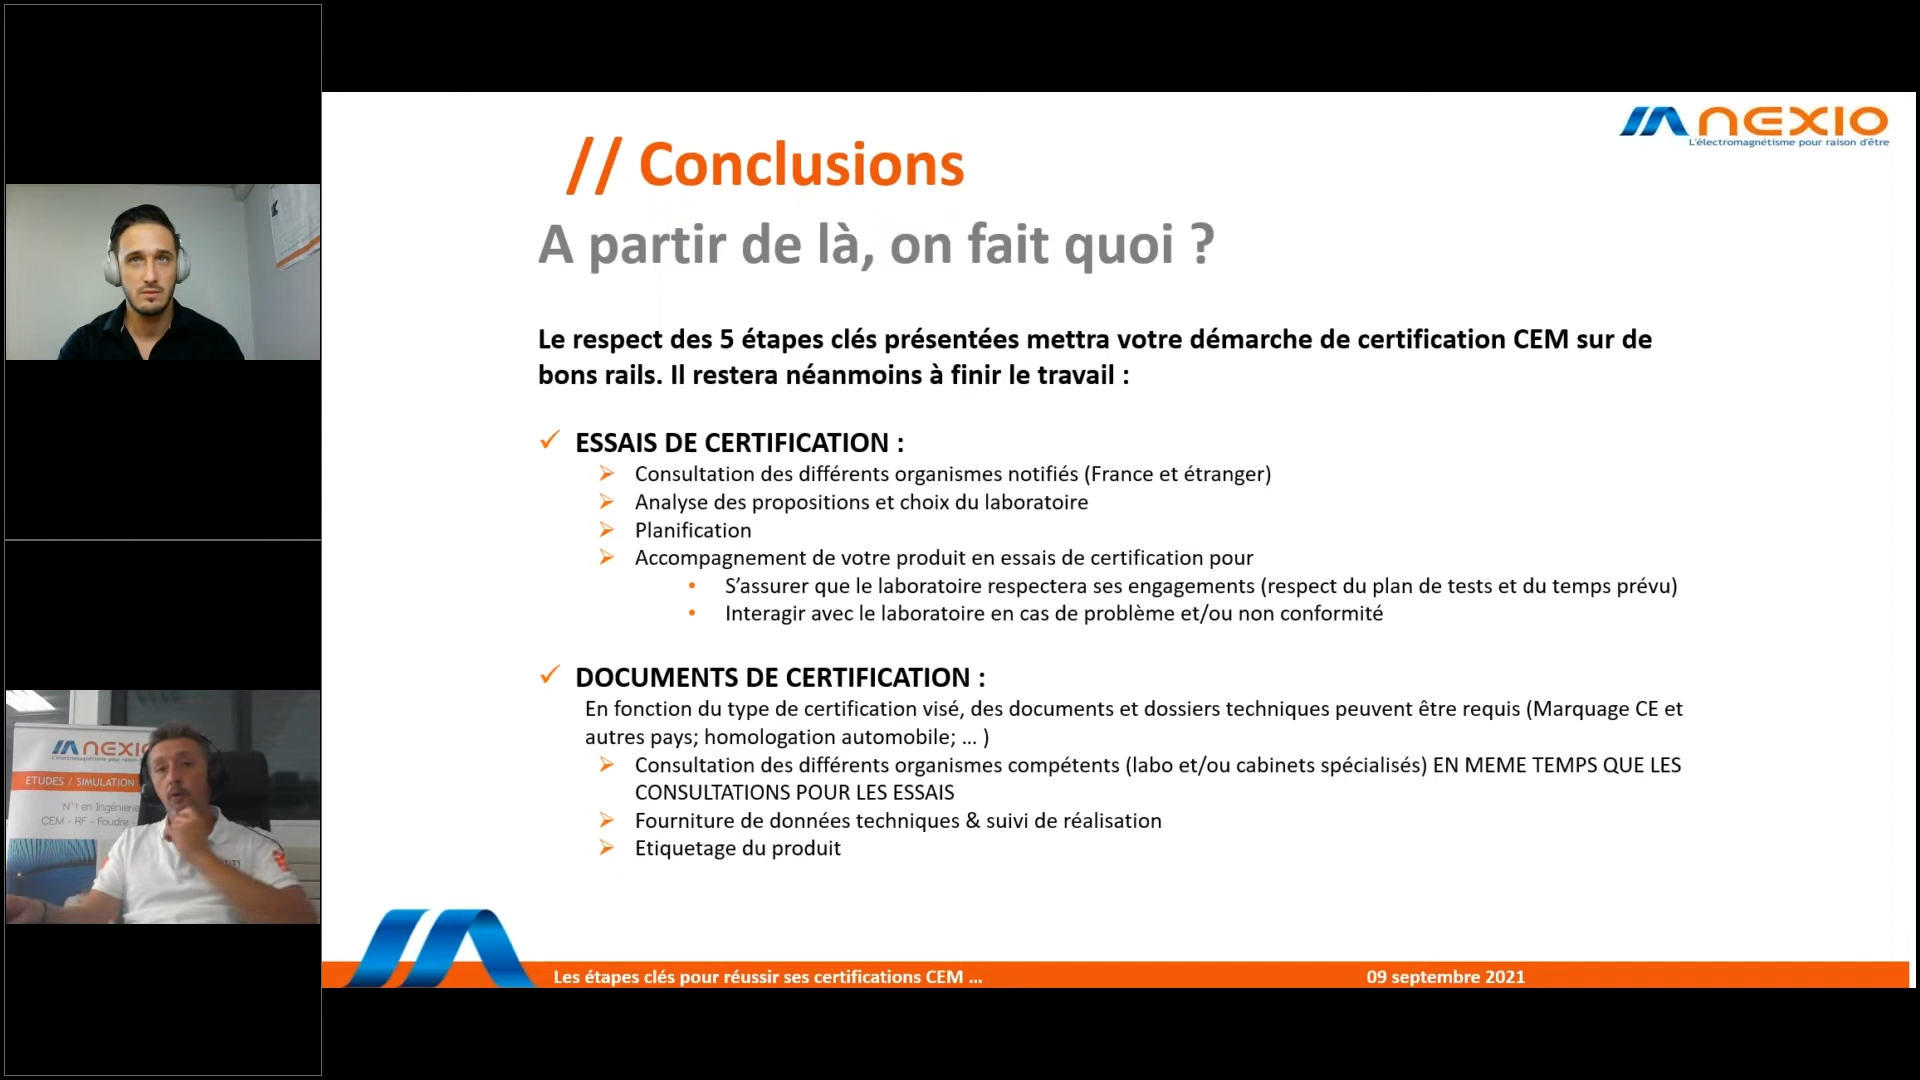 nexio
L'électromagnétisme pour raison d'être
// Conclusions
A partir de là, on fait quoi ?
Le respect des 5 étapes clés présentées mettra votre démarche de certification CEM sur de
bons rails. Il restera néanmoins à finir le travail :
✓ ESSAIS DE CERTIFICATION :
➢ Consultation des différents organismes notifiés (France et étranger)
➢ Analyse des propositions et choix du laboratoire
➢ Planification
➢ Accompagnement de votre produit en essais de certification pour
• S’assurer que le laboratoire respectera ses engagements (respect du plan de tests et du temps prévu)
• Interagir avec le laboratoire en cas de problème et/ou non conformité
✓ DOCUMENTS DE CERTIFICATION :
En fonction du type de certification visé, des documents et dossiers techniques peuvent être requis (Marquage CE et
autres pays; homologation automobile; ... )
➢ Consultation des différents organismes compétents (labo et/ou cabinets spécialisés) EN MEME TEMPS QUE LES
CONSULTATIONS POUR LES ESSAIS
➢ Fourniture de données techniques & suivi de réalisation
➢ Etiquetage du produit
Les étapes clés pour réussir ses certifications CEM ...
09 septembre 2021
NEXIO
L'électromagnétisme pour raison
ETUDES / SIMULATION
N°1 en Ingénierie
CEM - RF - Foudre -